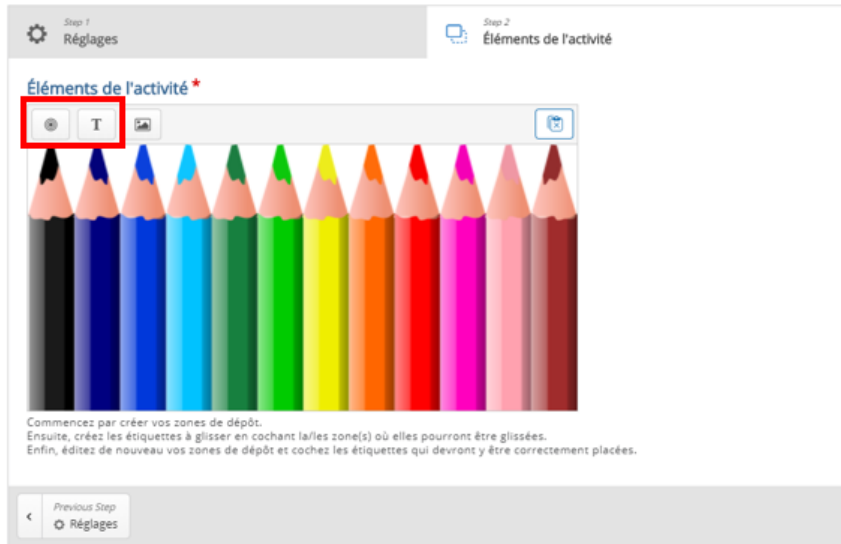 Step 1
Réglages
Step 2
Éléments de l'activité
Éléments de l'activité *
T
Commencez par créer vos zones de dépôt.
Ensuite, créez les étiquettes à glisser en cochant la/les zone(s) où elles pourront être glissées.
Enfin, éditez de nouveau vos zones de dépôt et cochez les étiquettes qui devront y être correctement placées.
Previous Step
Réglages